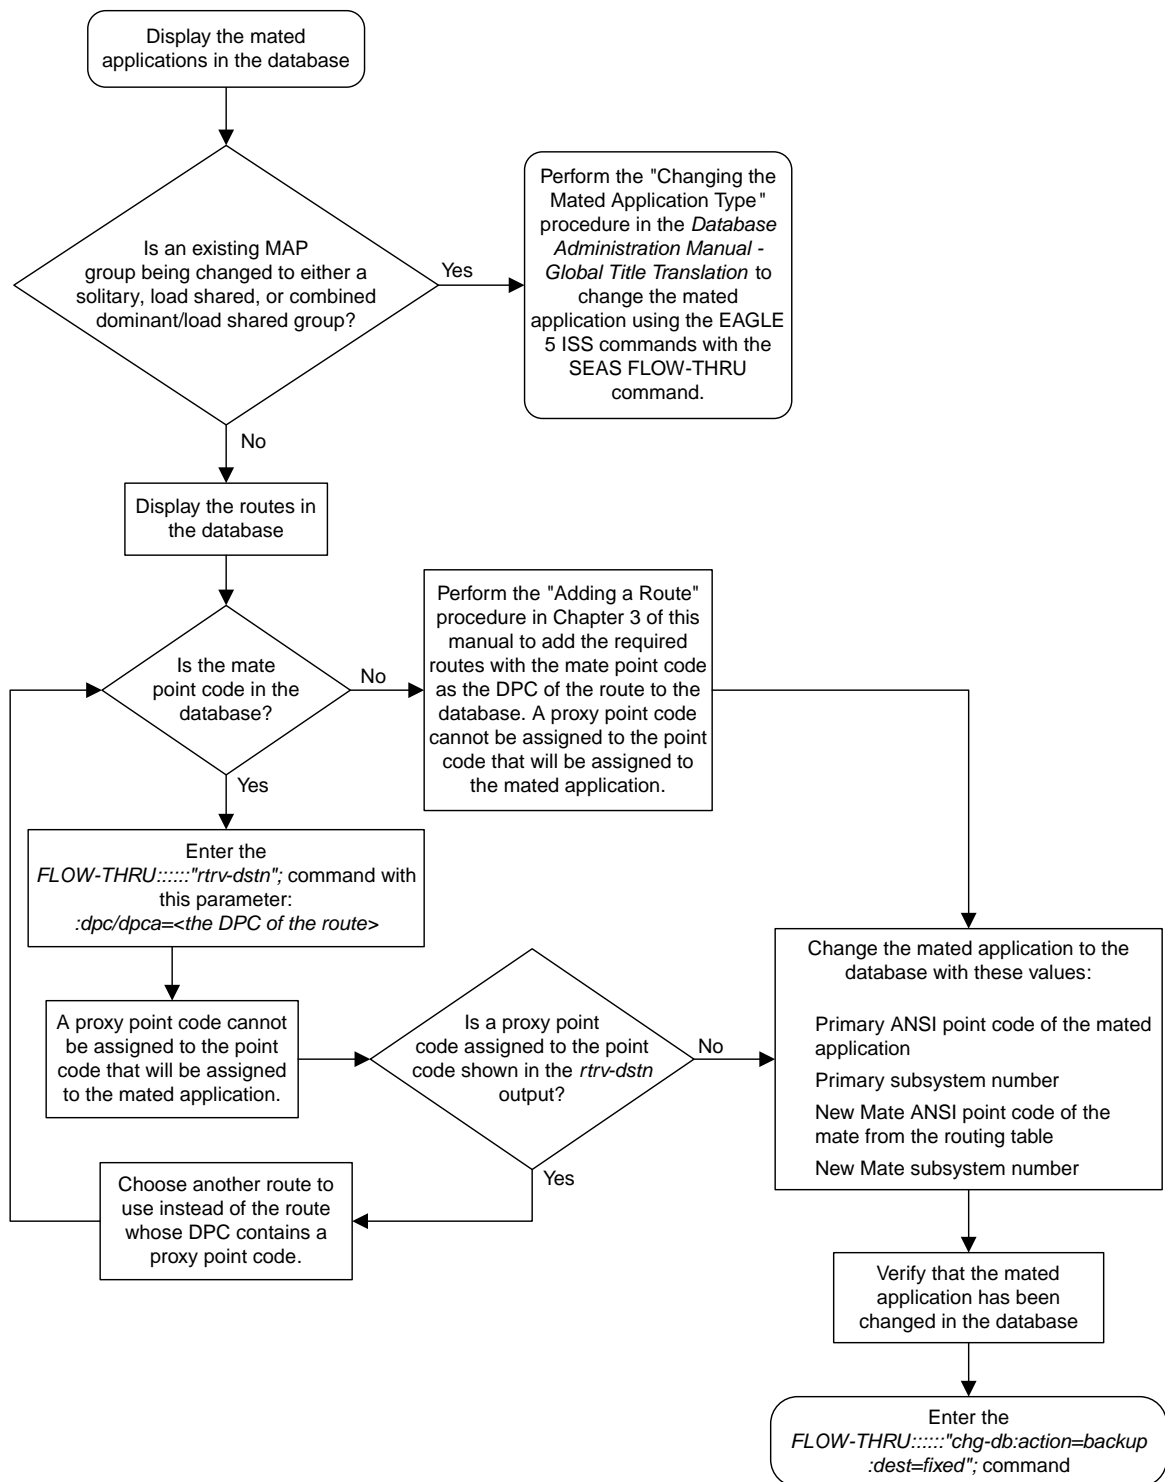 Display the mated
applications in the database
Is an existing MAP
group being changed to either a
solitary, load shared, or combined
dominant/load shared group?
Yes
Perform the "Changing the
Mated Application Type"
procedure in the Database
Administration Manual -
Global Title Translation to
change the mated
application using the EAGLE
5 ISS commands with the
SEAS FLOW-THRU
command.
No
Display the routes in
the database
Is the mate
point code in the
database?
No
Perform the "Adding a Route"
procedure in Chapter 3 of this
manual to add the required
routes with the mate point code
as the DPC of the route to the
database. A proxy point code
cannot be assigned to the point
code that will be assigned to
the mated application.
Yes
Enter the
FLOW-THRU::::::"rtrv-dstn"; command with
this parameter:
:dpc/dpca=<the DPC of the route>
A proxy point code cannot
be assigned to the point
code that will be assigned
to the mated application.
Is a proxy point
code assigned to the point
code shown in the rtrv-dstn
output?
No
Yes
Choose another route to
use instead of the route
whose DPC contains a
proxy point code.
Change the mated application to the
database with these values:
Primary ANSI point code of the mated
application
Primary subsystem number
New Mate ANSI point code of the
mate from the routing table
New Mate subsystem number
Verify that the mated
application has been
changed in the database
Enter the
FLOW-THRU::::::"chg-db:action=backup
:dest=fixed"; command